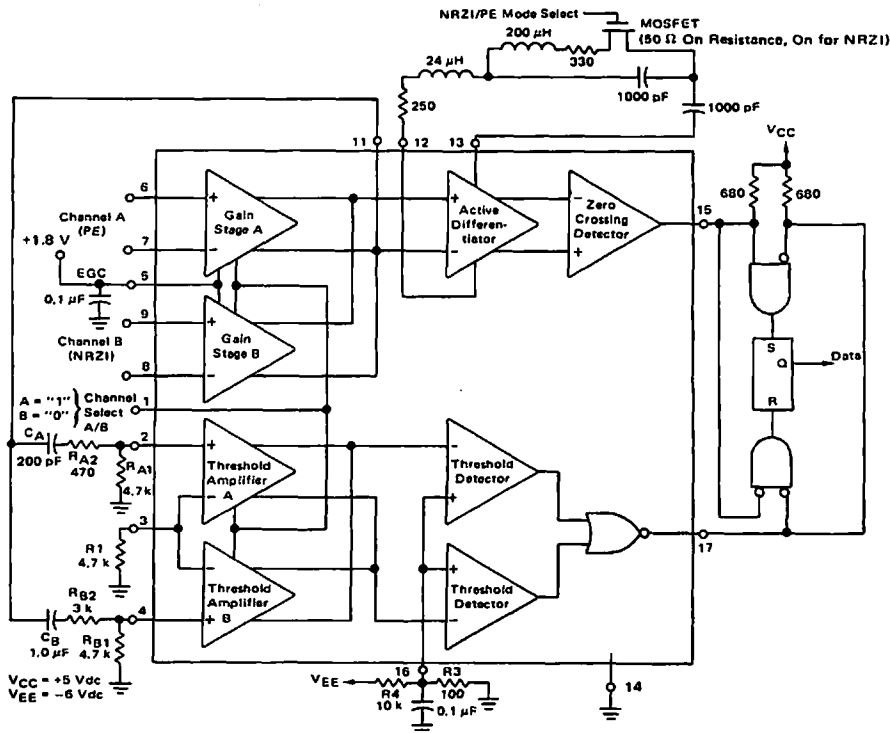 NRZI/PE Mode Select
MOSFET
(50 Ω On Resistance, On for NRZI)
200 μH
330
24 μH
1000 pF
1000 pF
250
11
12
13
VCC
680
680
6
Channel A
(PE)
7
+1.8 V
EGC
5
0.1 μF
9
Channel B
(NRZI)
8
Gain
Stage A
Gain
Stage B
Active
Differen-
tiator
Zero
Crossing
Detector
15
S
Q
R
Data
A = "1"
B = "0"
Channel
Select
A/B
1
CA
200 pF
RA2
470
2
RA1
4.7 k
3
R1
4.7 k
RB2
3 k
4
CB
1.0 μF
RB1
4.7 k
Threshold
Amplifier
A
Threshold
Amplifier
B
Threshold
Detector
Threshold
Detector
17
16
VEE
R4
10 k
R3
100
0.1 μF
14
VCC = +5 Vdc
VEE = −6 Vdc
+
−
+
−
+
−
−
+
+
−
−
+
−
+
+
−